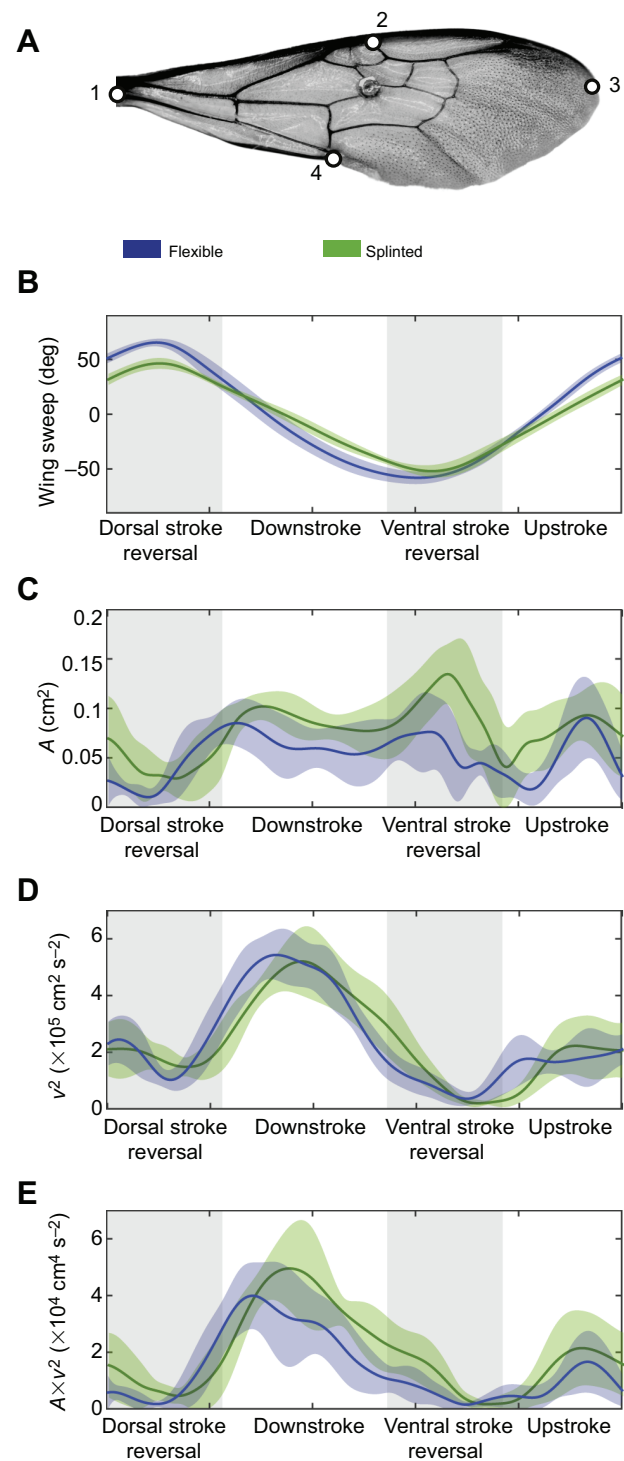 A
2
1
3
4
Flexible
Splinted
B
Wing sweep (deg)
50
0
–50
Dorsal stroke reversal
Downstroke
Ventral stroke reversal
Upstroke
C
A (cm²)
0.2
0.15
0.1
0.05
0
Dorsal stroke reversal
Downstroke
Ventral stroke reversal
Upstroke
D
v² (×10⁵ cm² s⁻²)
6
4
2
0
Dorsal stroke reversal
Downstroke
Ventral stroke reversal
Upstroke
E
A×v² (×10⁴ cm⁴ s⁻²)
6
4
2
0
Dorsal stroke reversal
Downstroke
Ventral stroke reversal
Upstroke